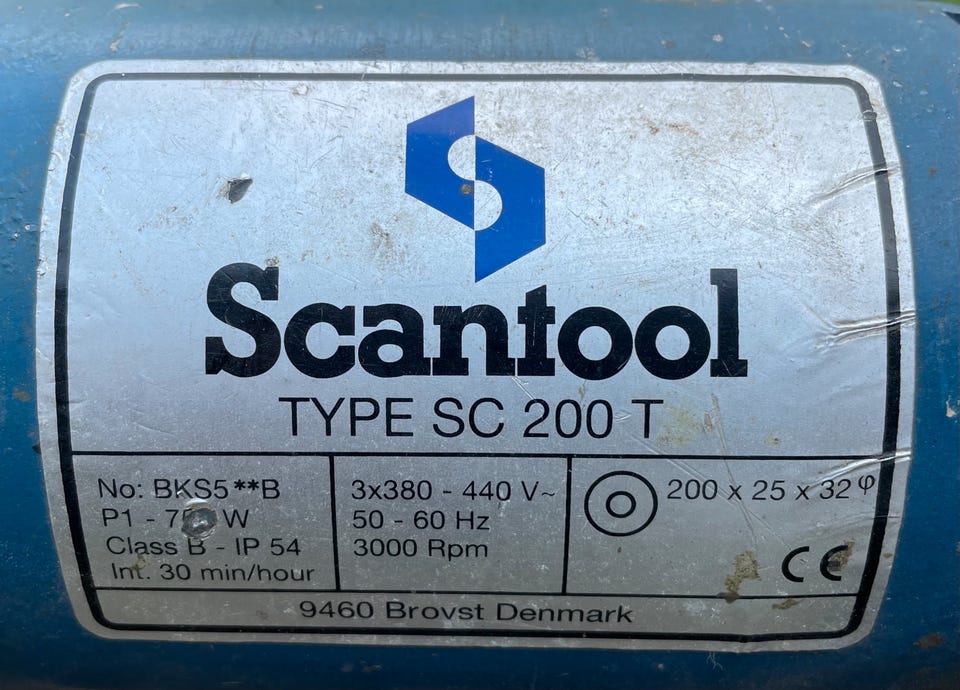 Scantool
TYPE SC 200 T
No: BKS5**B
P1 - W
Class B - IP 54
Int. 30 min/hour
3x380 - 440 V~
50 - 60 Hz
3000 Rpm
200 x 25 x 32 φ
CE
9460 Brovst Denmark